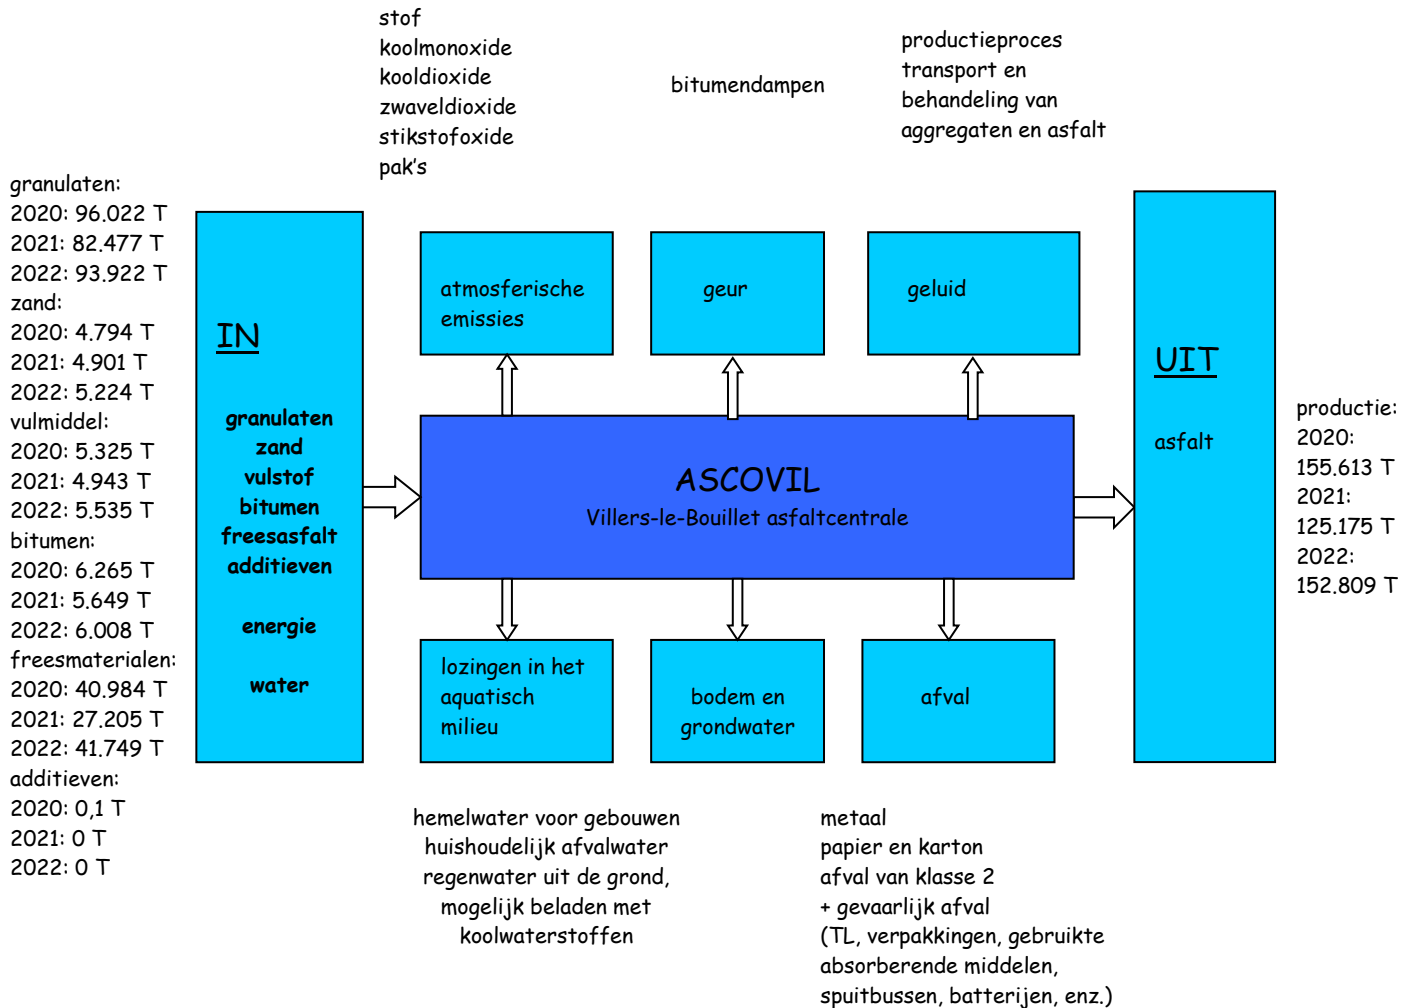 stof
koolmonoxide
kooldioxide
zwaveldioxide
stikstofoxide
pak's
bitumendampen
productieproces
transport en
behandeling van
aggregaten en asfalt
granulaten:
2020: 96.022 T
2021: 82.477 T
2022: 93.922 T
zand:
2020: 4.794 T
2021: 4.901 T
2022: 5.224 T
vulmiddel:
2020: 5.325 T
2021: 4.943 T
2022: 5.535 T
bitumen:
2020: 6.265 T
2021: 5.649 T
2022: 6.008 T
freesmaterialen:
2020: 40.984 T
2021: 27.205 T
2022: 41.749 T
additieven:
2020: 0,1 T
2021: 0 T
2022: 0 T
IN
granulaten
zand
vulstof
bitumen
freesasfalt
additieven
energie
water
atmosferische
emissies
geur
geluid
ASCOVIL
Villers-le-Bouillet asfaltcentrale
lozingen in het
aquatisch
milieu
bodem en
grondwater
afval
UIT
asfalt
productie:
2020:
155.613 T
2021:
125.175 T
2022:
152.809 T
hemelwater voor gebouwen
huishoudelijk afvalwater
regenwater uit de grond,
mogelijk beladen met
koolwaterstoffen
metaal
papier en karton
afval van klasse 2
+ gevaarlijk afval
(TL, verpakkingen, gebruikte
absorberende middelen,
spuitbussen, batterijen, enz.)